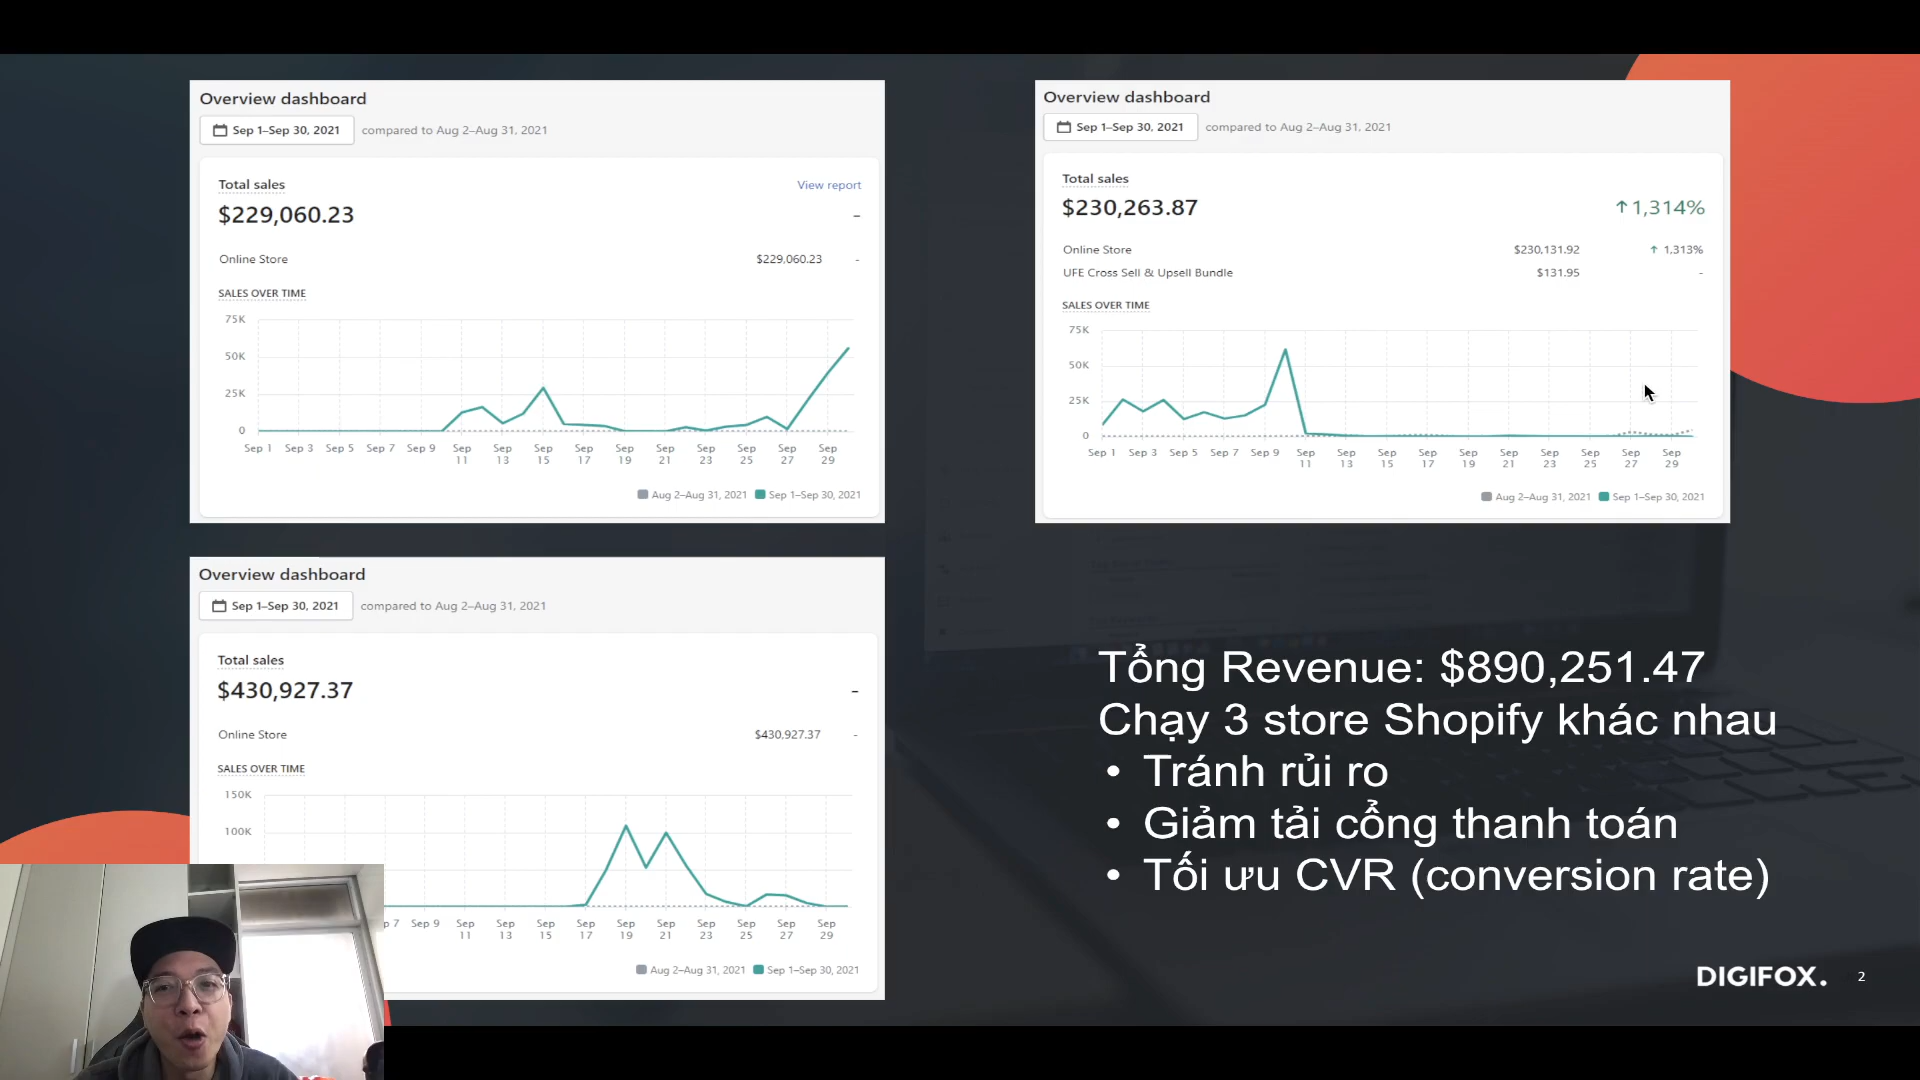 Overview dashboard
Sep 1–Sep 30, 2021 compared to Aug 2–Aug 31, 2021
Total sales View report
$229,060.23 -
Online Store $229,060.23 -
SALES OVER TIME
75K
50K
25K
0
Sep 1 Sep 3 Sep 5 Sep 7 Sep 9 Sep 11 Sep 13 Sep 15 Sep 17 Sep 19 Sep 21 Sep 23 Sep 25 Sep 27 Sep 29
Aug 2–Aug 31, 2021 Sep 1–Sep 30, 2021
Overview dashboard
Sep 1–Sep 30, 2021 compared to Aug 2–Aug 31, 2021
Total sales
$230,263.87 ↑1,314%
Online Store $230,131.92 ↑ 1,313%
UFE Cross Sell & Upsell Bundle $131.95 -
SALES OVER TIME
75K
50K
25K
0
Sep 1 Sep 3 Sep 5 Sep 7 Sep 9 Sep 11 Sep 13 Sep 15 Sep 17 Sep 19 Sep 21 Sep 23 Sep 25 Sep 27 Sep 29
Aug 2–Aug 31, 2021 Sep 1–Sep 30, 2021
Overview dashboard
Sep 1–Sep 30, 2021 compared to Aug 2–Aug 31, 2021
Total sales
$430,927.37 -
Online Store $430,927.37 -
SALES OVER TIME
150K
100K
p 7 Sep 9 Sep 11 Sep 13 Sep 15 Sep 17 Sep 19 Sep 21 Sep 23 Sep 25 Sep 27 Sep 29
Aug 2–Aug 31, 2021 Sep 1–Sep 30, 2021
Tổng Revenue: $890,251.47
Chạy 3 store Shopify khác nhau
• Tránh rủi ro
• Giảm tải cổng thanh toán
• Tối ưu CVR (conversion rate)
DIGIFOX. 2